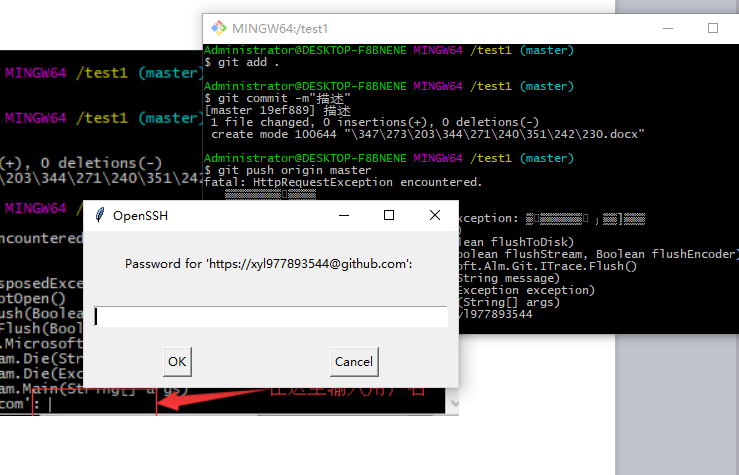 MINGW64:/test1
Administrator@DESKTOP-F8BNENE MINGW64 /test1 (master)
$ git add .
Administrator@DESKTOP-F8BNENE MINGW64 /test1 (master)
$ git commit -m"描述"
[master 19ef889] 描述
1 file changed, 0 insertions(+), 0 deletions(-)
create mode 100644 "\347\273\203\344\271\240\351\242\230.docx"
Administrator@DESKTOP-F8BNENE MINGW64 /test1 (master)
$ git push origin master
fatal: HttpRequestException encountered.
xception:
lean flushToDisk)
oolean flushStream, Boolean flushEncoder)
soft.Alm.Git.ITrace.Flush()
String message)
Exception exception)
(String[] args)
yl977893544
MINGW64 /test1 (master)
MINGW64 /test1 (master)
(+), 0 deletions(-)
\203\344\271\240\351\242
MINGW64 /test1 (master)
ncountered
sposedExce
ptOpen()
ush(Boolea
Flush(Bool
.Microsoft
am.Die(Str
am.Die(Exc
am.Main(String[] args)
com':
OpenSSH
Password for 'https://xyl977893544@github.com':
OK
Cancel
在这里输入用户名